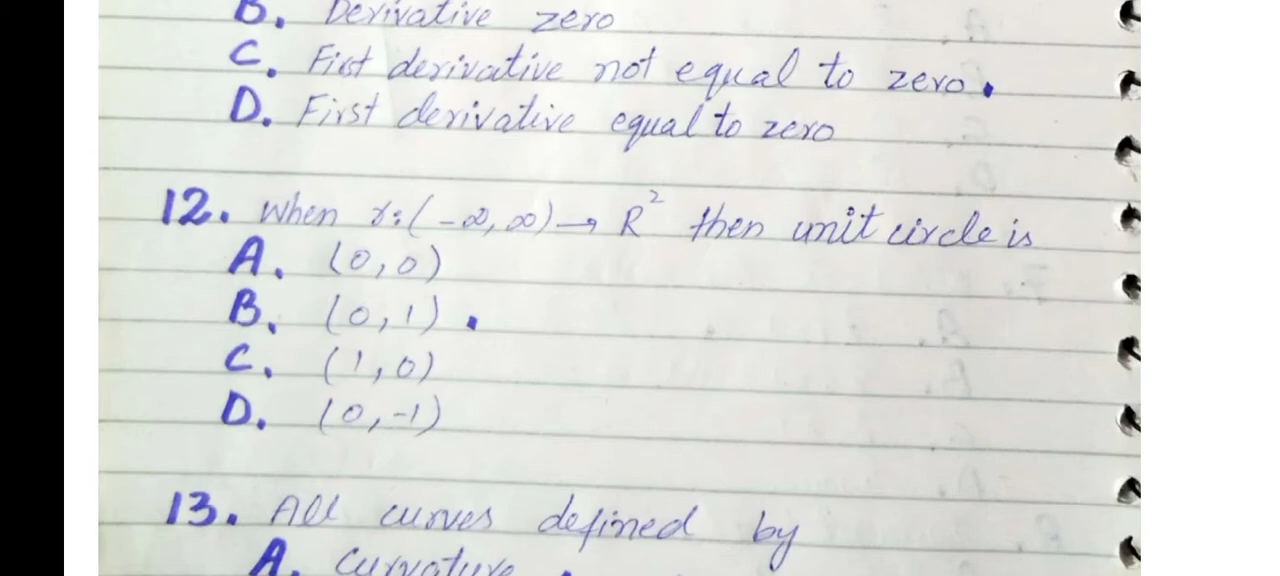 B. Derivative zero
C. First derivative not equal to zero.
D. First derivative equal to zero
12. When γ:(-∞,∞)→ R² then unit circle is
A. (0,0)
B. (0,1) .
C. (1,0)
D. (0,-1)
13. All curves defined by
A. Curvature .